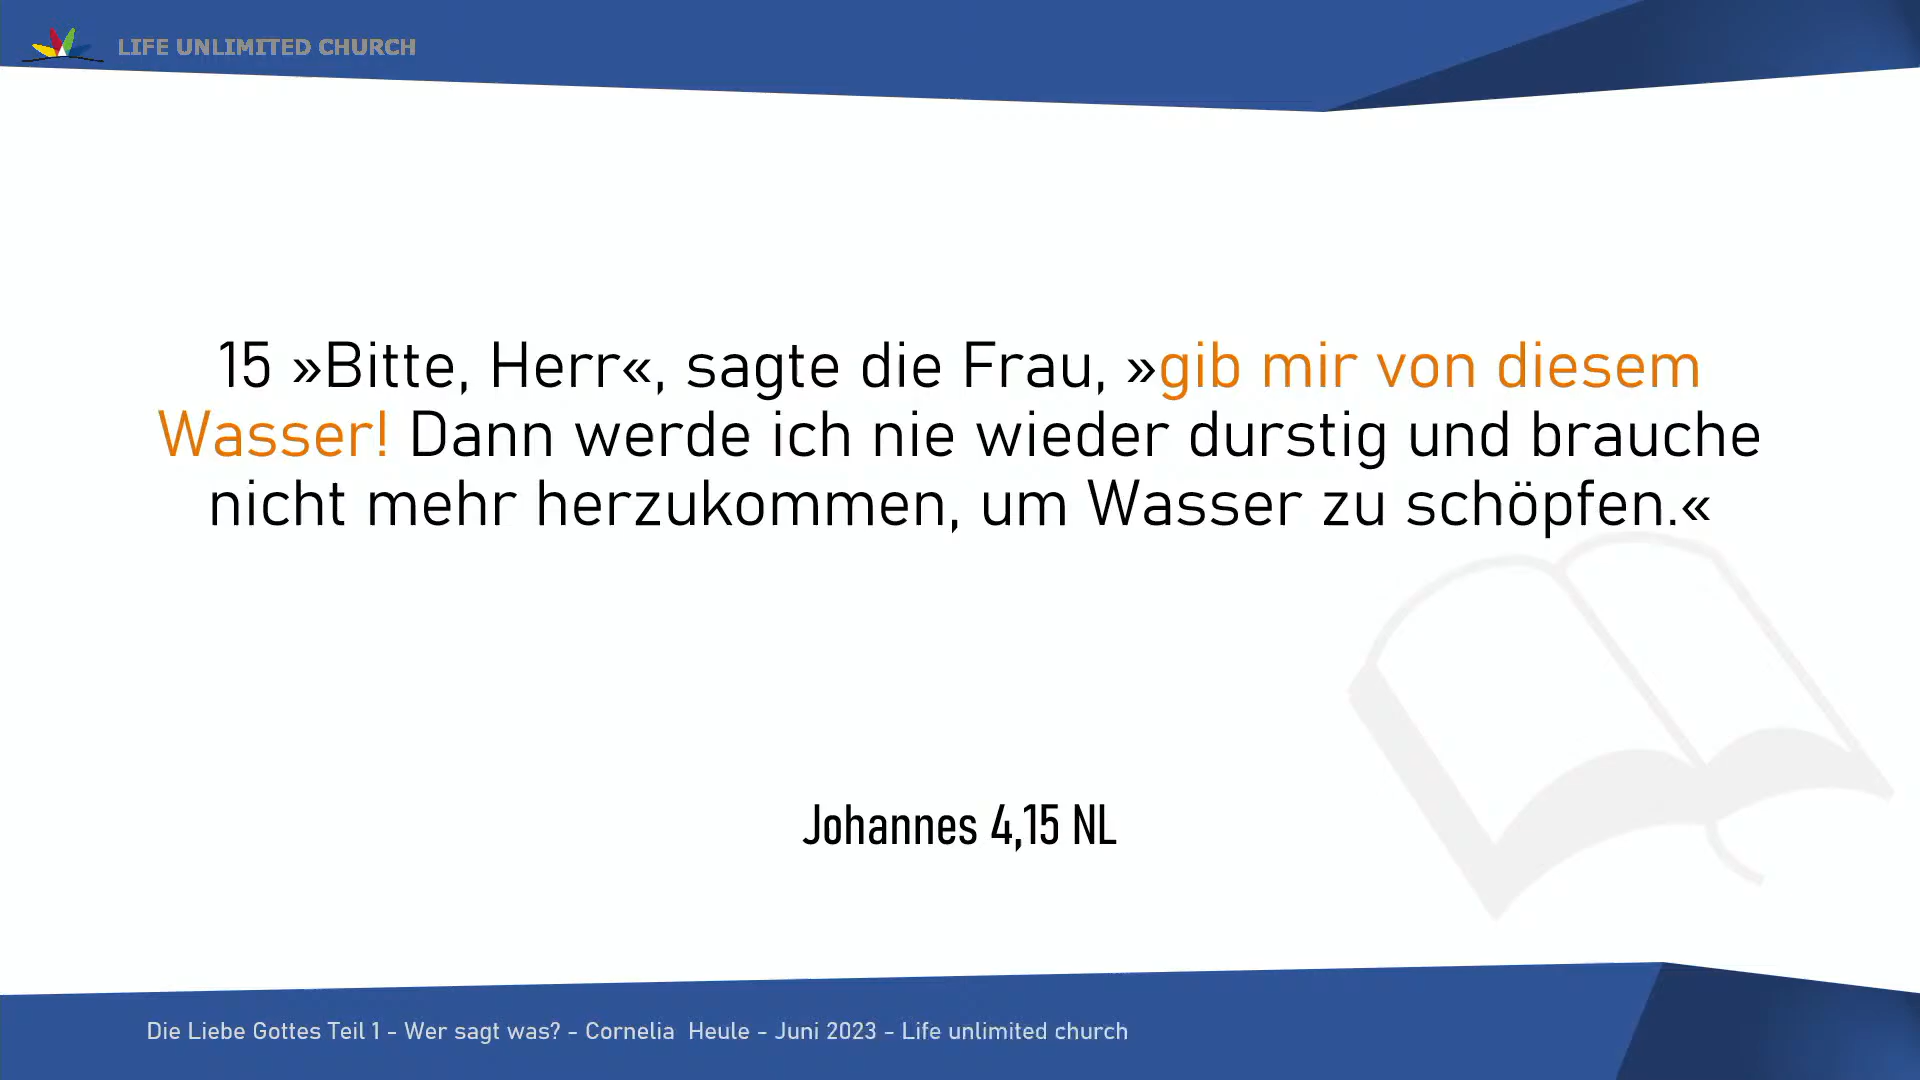 LIFE UNLIMITED CHURCH
15 »Bitte, Herr«, sagte die Frau, »gib mir von diesem
Wasser! Dann werde ich nie wieder durstig und brauche
nicht mehr herzukommen, um Wasser zu schöpfen.«
Johannes 4,15 NL
Die Liebe Gottes Teil 1 - Wer sagt was? - Cornelia  Heule - Juni 2023 - Life unlimited church